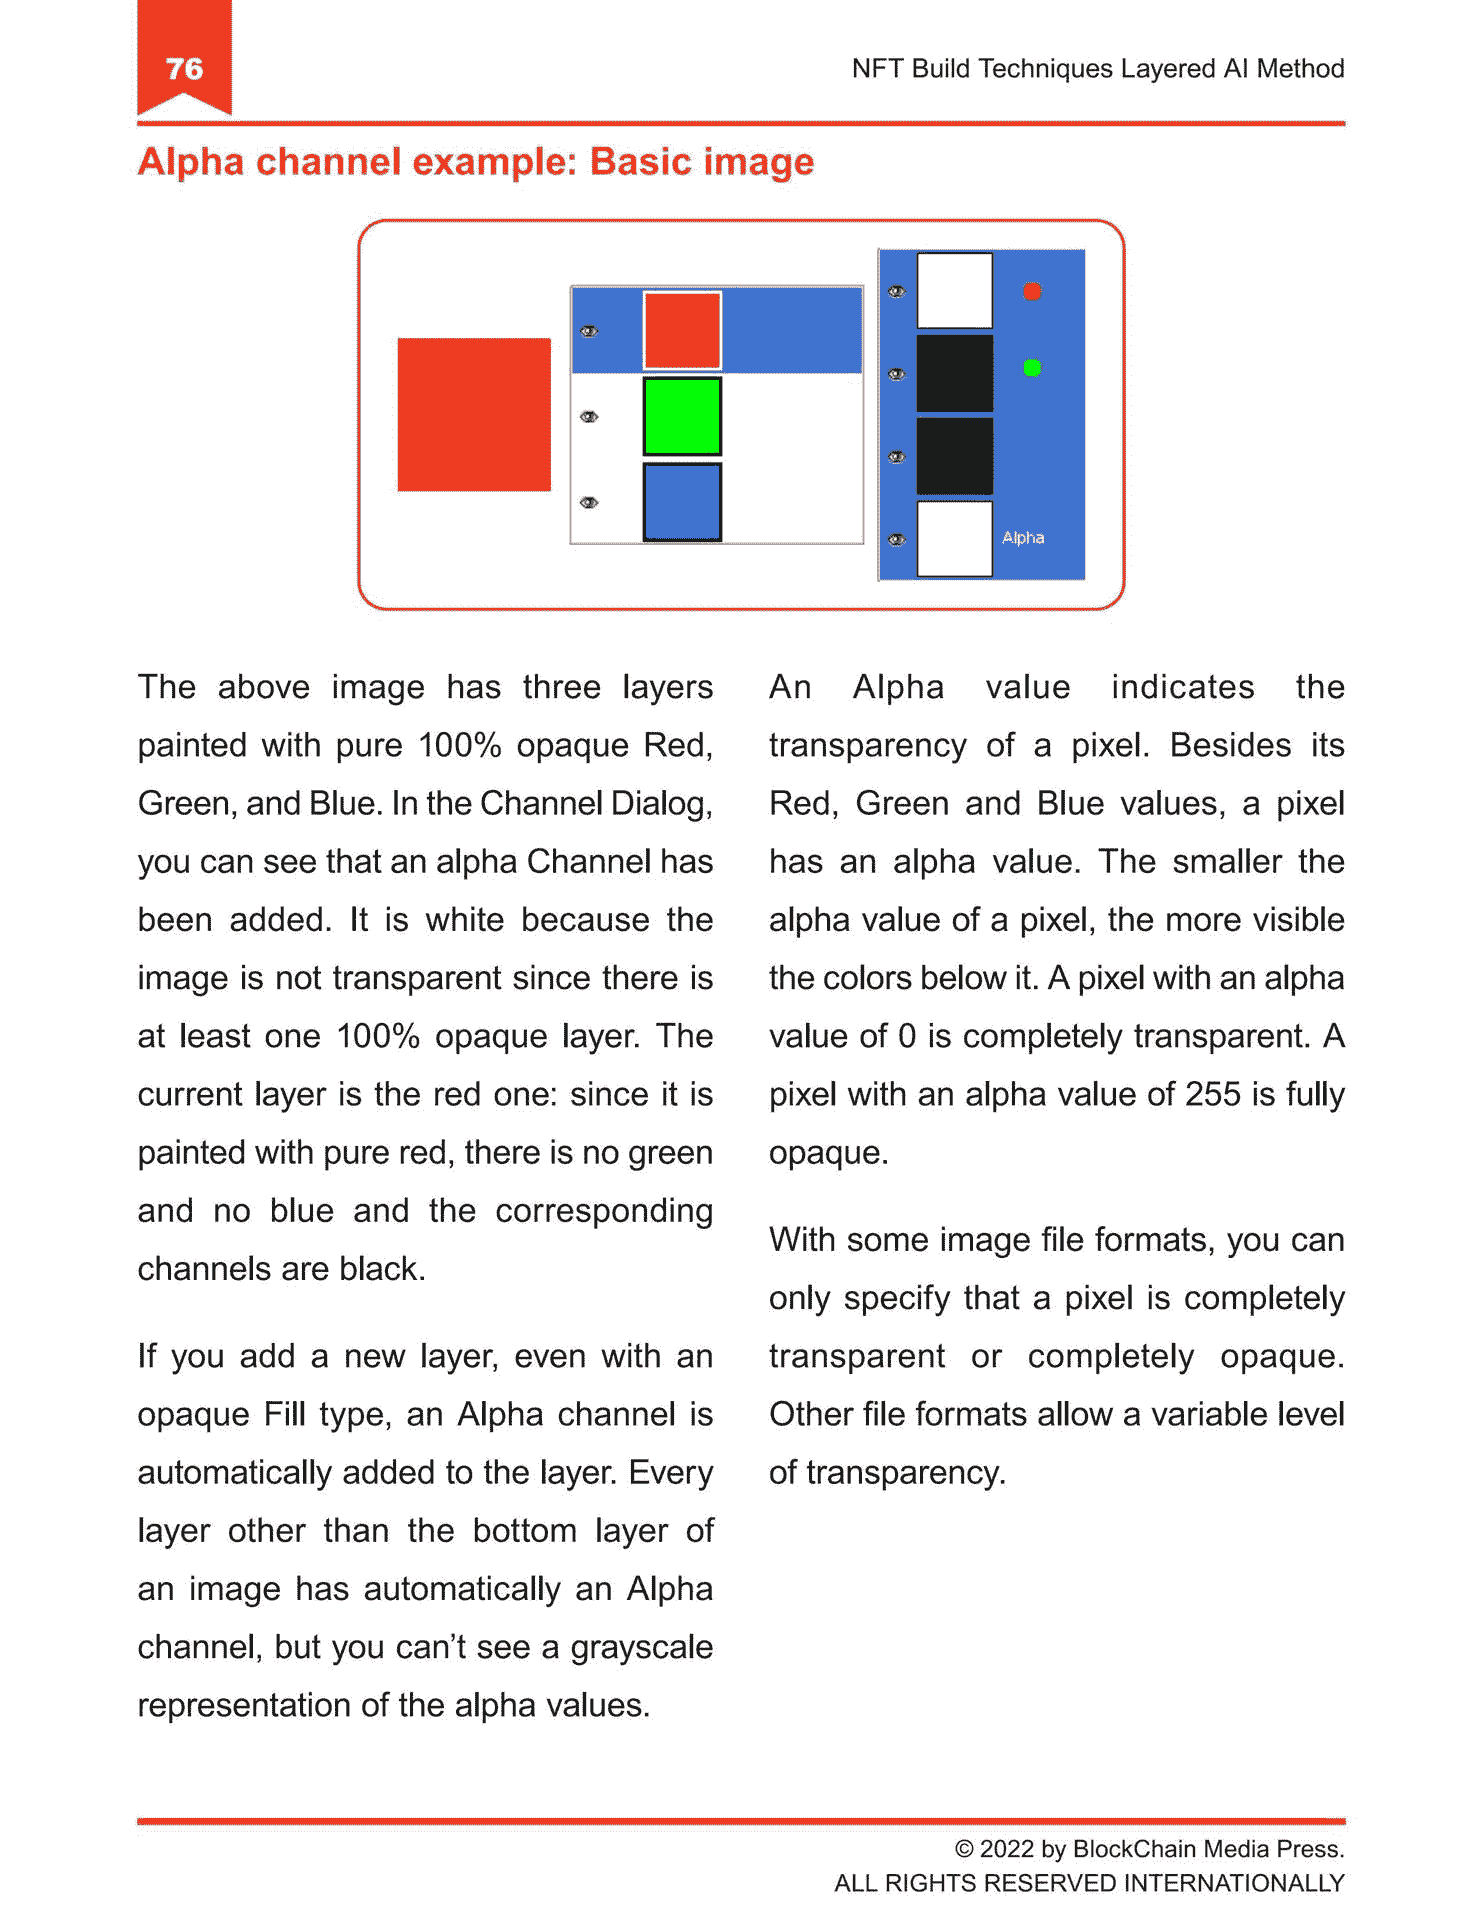 76
NFT Build Techniques Layered AI Method
Alpha channel example: Basic image
Alpha
The above image has three layers
painted with pure 100% opaque Red,
Green, and Blue. In the Channel Dialog,
you can see that an alpha Channel has
been added. It is white because the
image is not transparent since there is
at least one 100% opaque layer. The
current layer is the red one: since it is
painted with pure red, there is no green
and no blue and the corresponding
channels are black.
If you add a new layer, even with an
opaque Fill type, an Alpha channel is
automatically added to the layer. Every
layer other than the bottom layer of
an image has automatically an Alpha
channel, but you can’t see a grayscale
representation of the alpha values.
An Alpha value indicates the
transparency of a pixel. Besides its
Red, Green and Blue values, a pixel
has an alpha value. The smaller the
alpha value of a pixel, the more visible
the colors below it. A pixel with an alpha
value of 0 is completely transparent. A
pixel with an alpha value of 255 is fully
opaque.
With some image file formats, you can
only specify that a pixel is completely
transparent or completely opaque.
Other file formats allow a variable level
of transparency.
© 2022 by BlockChain Media Press.
ALL RIGHTS RESERVED INTERNATIONALLY